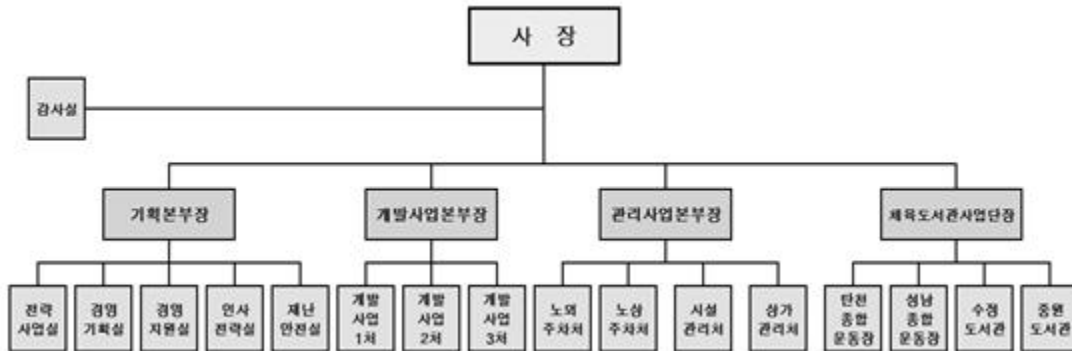 사 장
감사실
기획본부장
개발사업본부장
관리사업본부장
체육도서관사업단장
전략
사업실
경영
기획실
경영
지원실
인사
전략실
재난
안전실
개발
사업
1처
개발
사업
2처
개발
사업
3처
노외
주차처
노상
주차처
시설
관리처
상가
관리처
탄천
종합
운동장
성남
종합
운동장
수정
도서관
중원
도서관